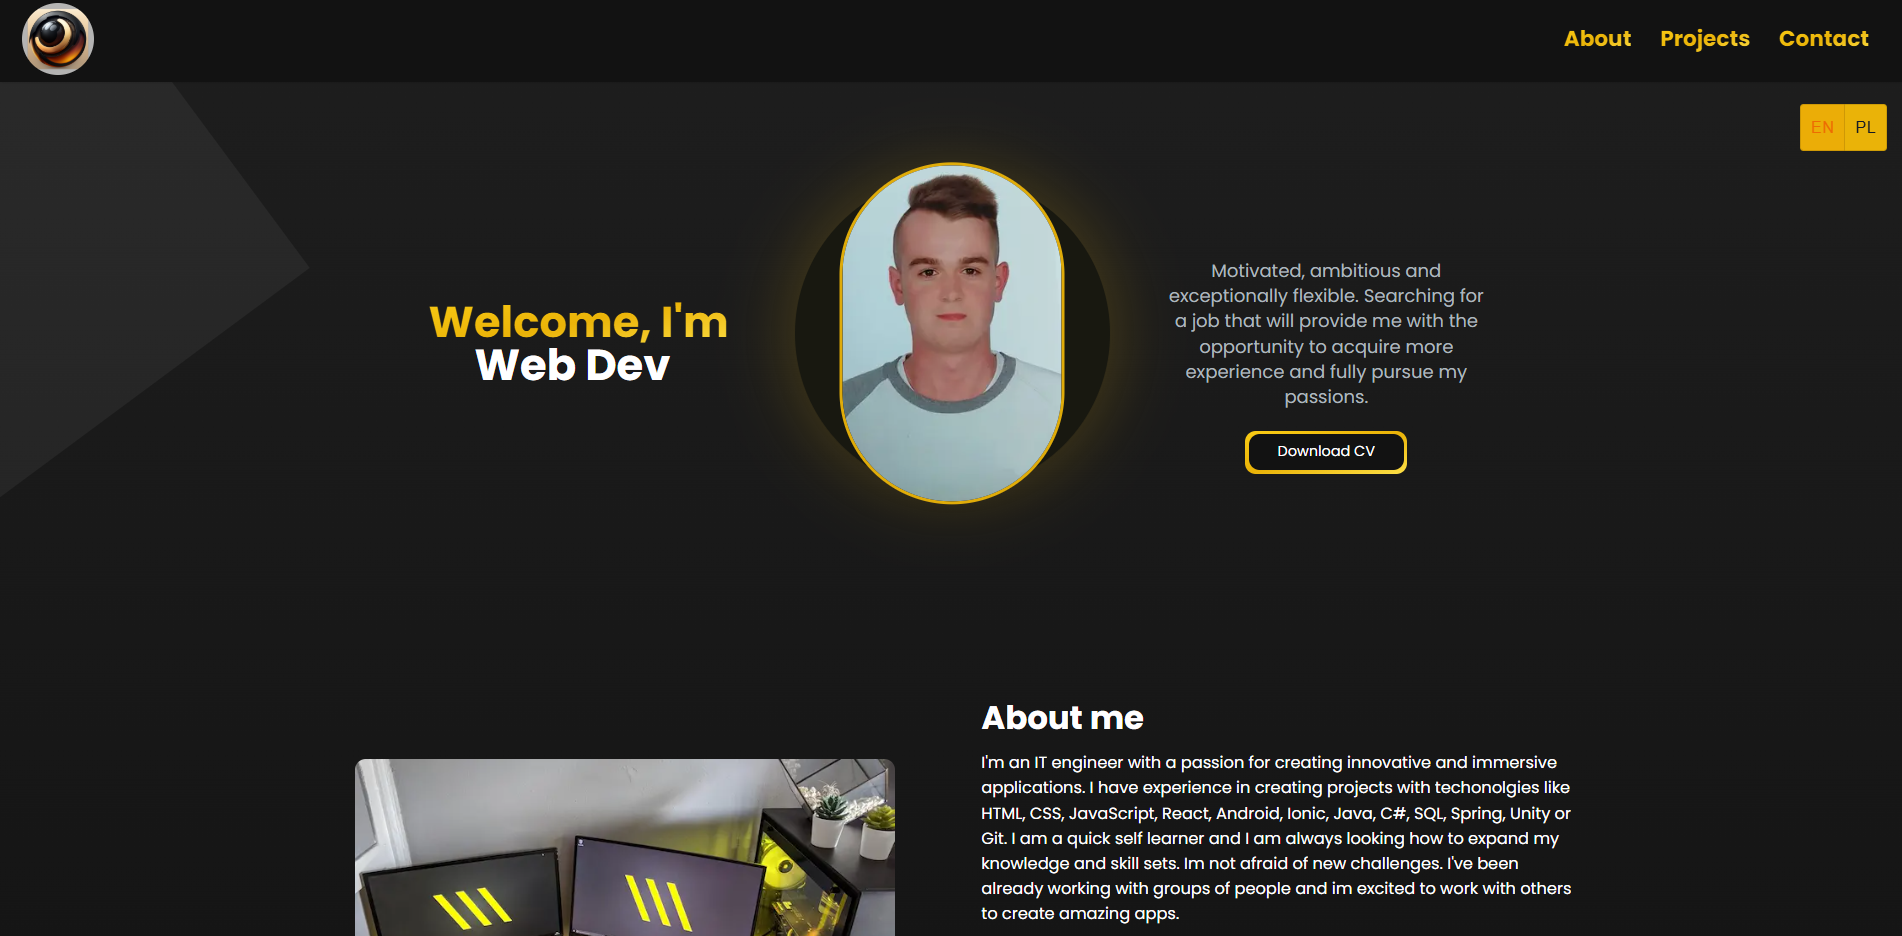 About Projects Contact
EN PL
Welcome, I'm
Web Dev
Motivated, ambitious and
exceptionally flexible. Searching for
a job that will provide me with the
opportunity to acquire more
experience and fully pursue my
passions.
Download CV
About me
I'm an IT engineer with a passion for creating innovative and immersive
applications. I have experience in creating projects with techonolgies like
HTML, CSS, JavaScript, React, Android, Ionic, Java, C#, SQL, Spring, Unity or
Git. I am a quick self learner and I am always looking how to expand my
knowledge and skill sets. Im not afraid of new challenges. I've been
already working with groups of people and im excited to work with others
to create amazing apps.